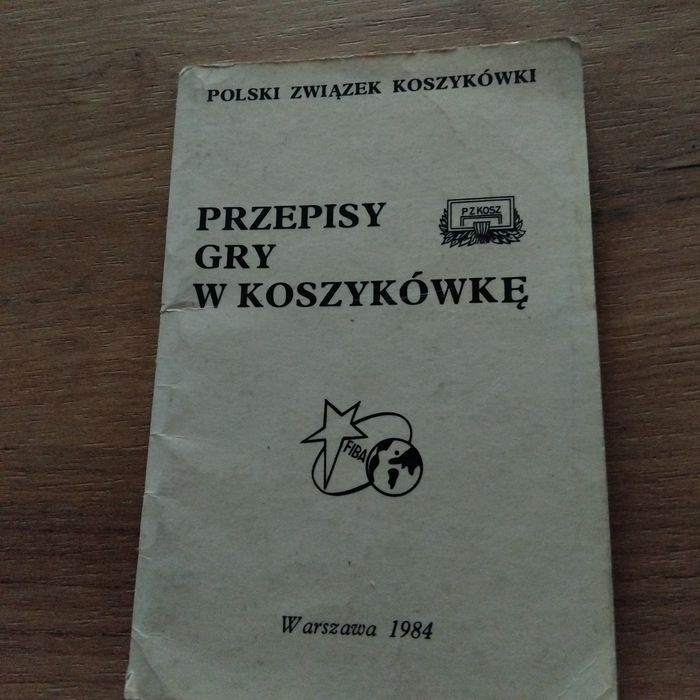 POLSKI ZWIĄZEK KOSZYKÓWKI
PRZEPISY
PZKOSZ
GRY
W KOSZYKÓWKĘ
FIBA
Warszawa 1984